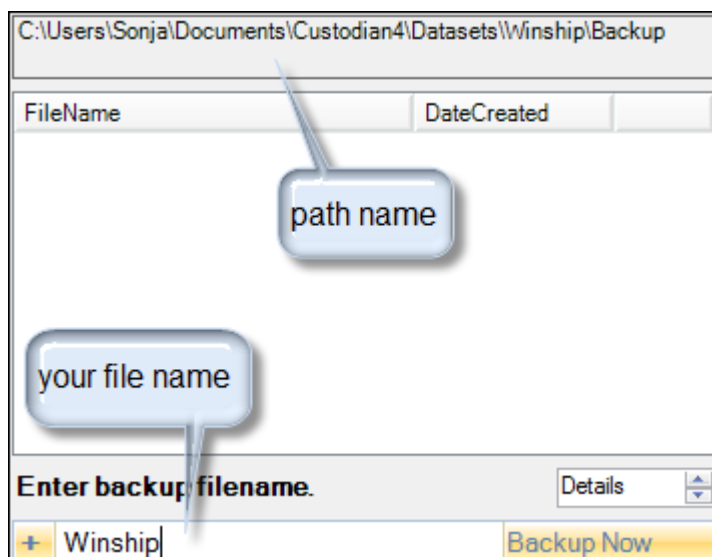 C:\Users\Sonja\Documents\Custodian4\Datasets\Winship\Backup
FileName DateCreated
path name
your file name
Enter backup filename. Details
+ Winship Backup Now